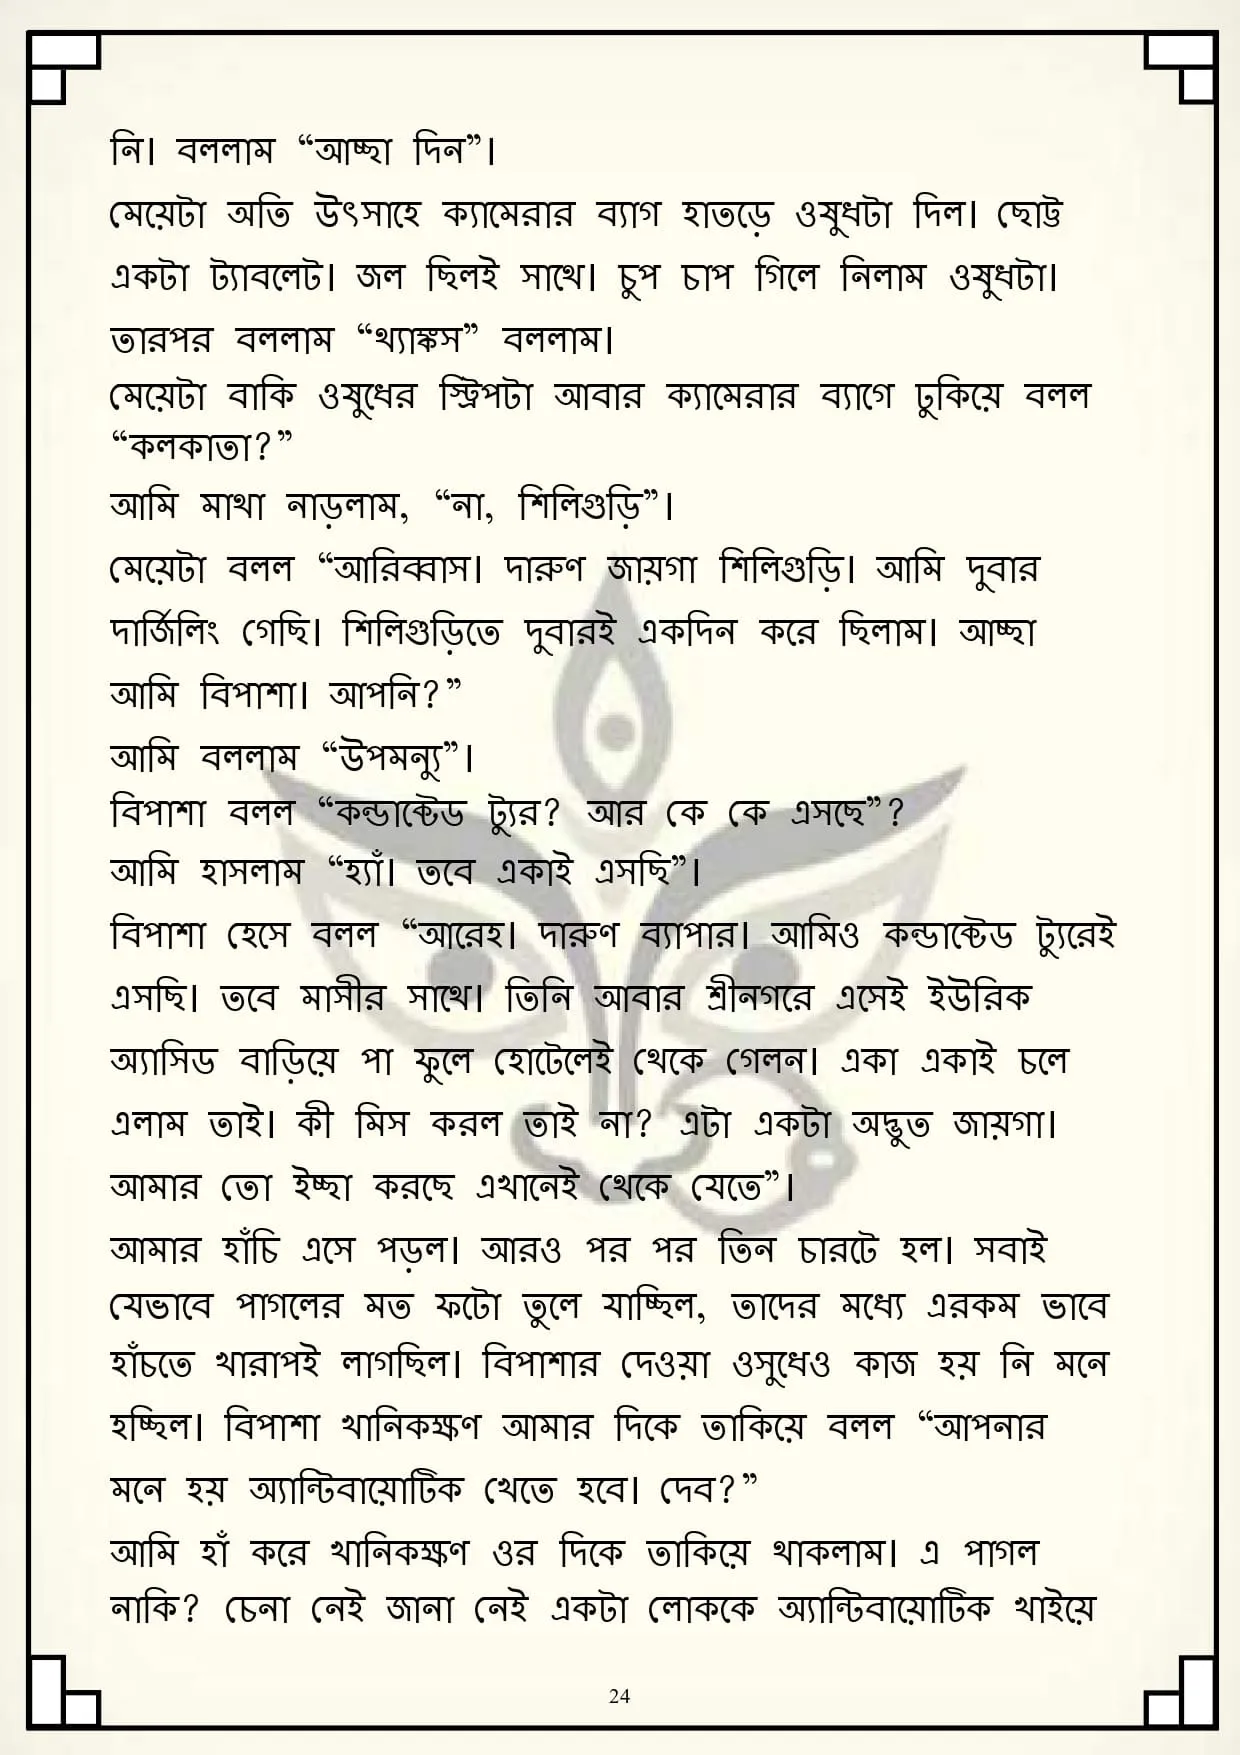 নি। বললাম “আচ্ছা দিন”।
মেয়েটা অতি উৎসাহে ক্যামেরার ব্যাগ হাতড়ে ওষুধটা দিল। ছোট্ট
একটা ট্যাবলেট। জল ছিলই সাথে। চুপ চাপ গিলে নিলাম ওষুধটা।
তারপর বললাম “থ্যাঙ্কস” বললাম।
মেয়েটা বাকি ওষুধের স্ট্রিপটা আবার ক্যামেরার ব্যাগে ঢুকিয়ে বলল
“কলকাতা?”
আমি মাথা নাড়লাম, “না, শিলিগুড়ি”।
মেয়েটা বলল “আরিব্বাস। দারুণ জায়গা শিলিগুড়ি। আমি দুবার
দার্জিলিং গেছি। শিলিগুড়িতে দুবারই একদিন করে ছিলাম। আচ্ছা
আমি বিপাশা। আপনি?”
আমি বললাম “উপমন্যু”।
বিপাশা বলল “কন্ডাক্টেড ট্যুর? আর কে কে এসছে”?
আমি হাসলাম “হ্যাঁ। তবে একাই এসছি”।
বিপাশা হেসে বলল “আরেহ। দারুণ ব্যাপার। আমিও কন্ডাক্টেড ট্যুরেই
এসছি। তবে মাসীর সাথে। তিনি আবার শ্রীনগরে এসেই ইউরিক
অ্যাসিড বাড়িয়ে পা ফুলে হোটেলেই থেকে গেলন। একা একাই চলে
এলাম তাই। কী মিস করল তাই না? এটা একটা অদ্ভুত জায়গা।
আমার তো ইচ্ছা করছে এখানেই থেকে যেতে”।
আমার হাঁচি এসে পড়ল। আরও পর পর তিন চারটে হল। সবাই
যেভাবে পাগলের মত ফটো তুলে যাচ্ছিল, তাদের মধ্যে এরকম ভাবে
হাঁচতে খারাপই লাগছিল। বিপাশার দেওয়া ওসুধেও কাজ হয় নি মনে
হচ্ছিল। বিপাশা খানিকক্ষণ আমার দিকে তাকিয়ে বলল “আপনার
মনে হয় অ্যান্টিবায়োটিক খেতে হবে। দেব?”
আমি হাঁ করে খানিকক্ষণ ওর দিকে তাকিয়ে থাকলাম। এ পাগল
নাকি? চেনা নেই জানা নেই একটা লোককে অ্যান্টিবায়োটিক খাইয়ে
24